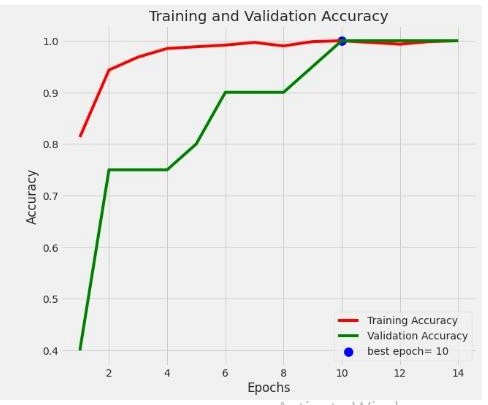 Training and Validation Accuracy
Accuracy
1.0
0.9
0.8
0.7
0.6
0.5
0.4
Training Accuracy
Validation Accuracy
best epoch= 10
2 4 6 8 10 12 14
Epochs